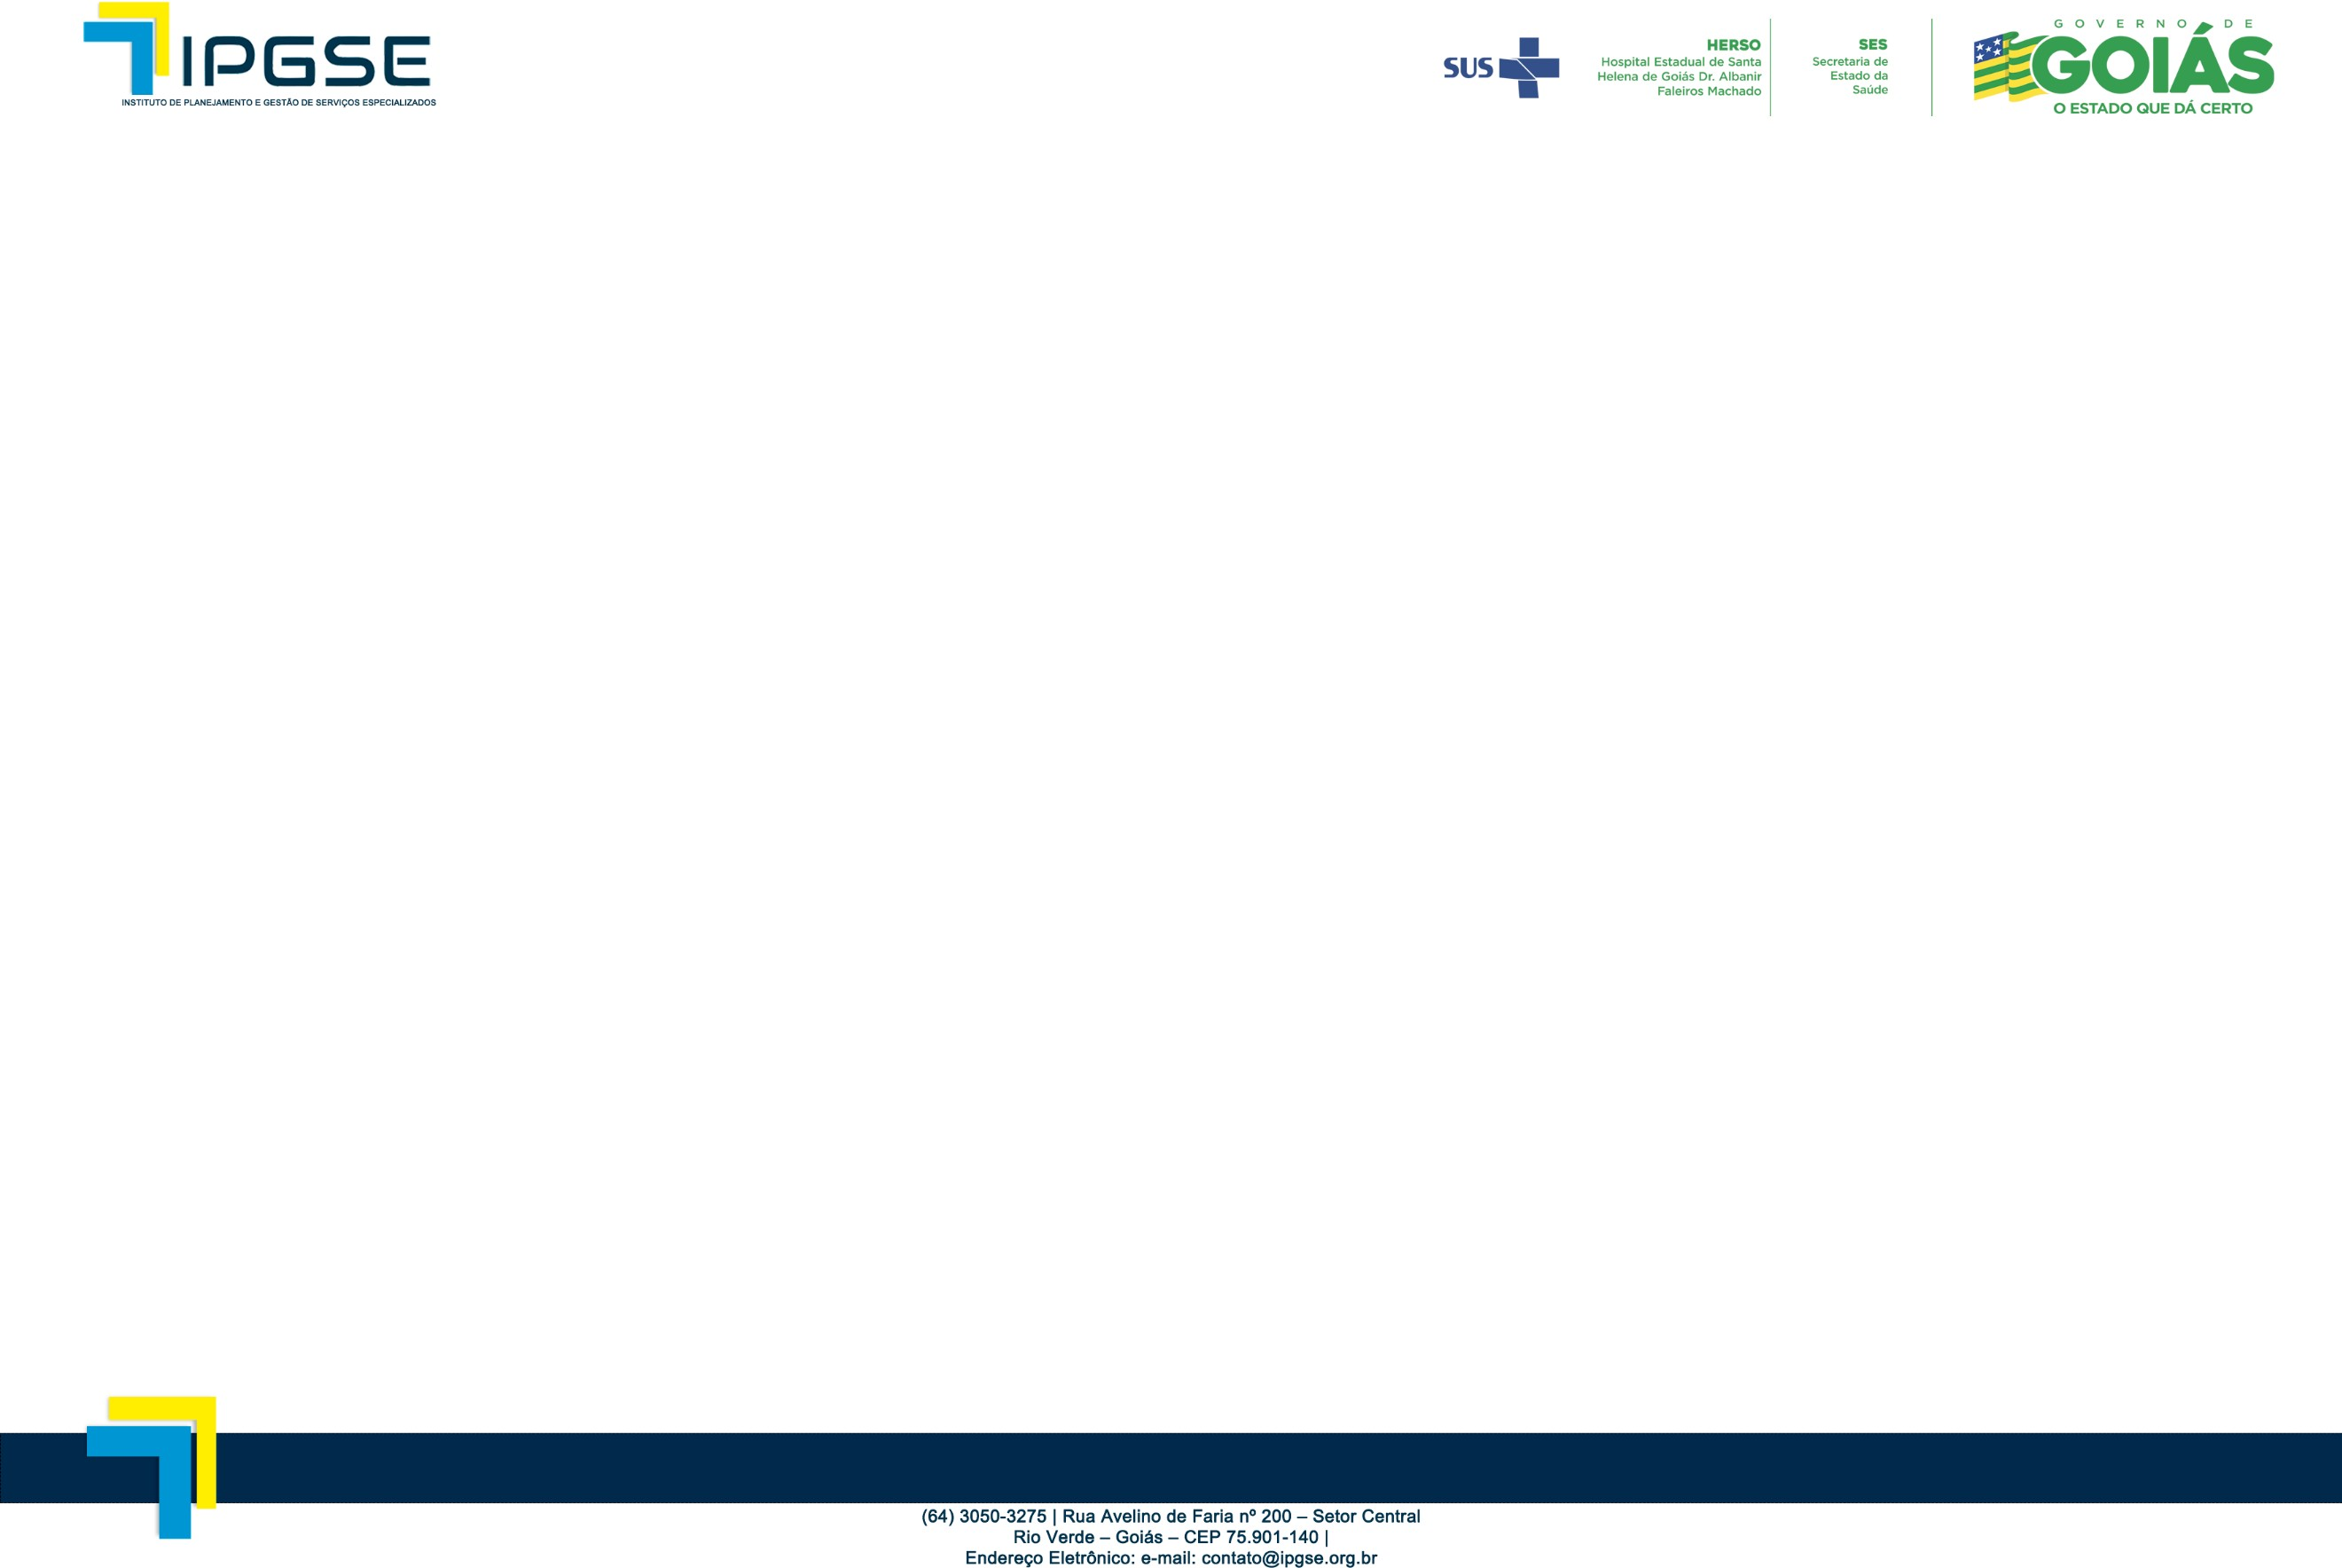 IPGSE
INSTITUTO DE PLANEJAMENTO E GESTÃO DE SERVIÇOS ESPECIALIZADOS
SUS
HERSO
Hospital Estadual de Santa
Helena de Goiás Dr. Albanir
Faleiros Machado
SES
Secretaria de
Estado da
Saúde
GOVERNO DE
GOIÁS
O ESTADO QUE DÁ CERTO
(64) 3050-3275 | Rua Avelino de Faria nº 200 – Setor Central
Rio Verde – Goiás – CEP 75.901-140 |
Endereço Eletrônico: e-mail: contato@ipgse.org.br